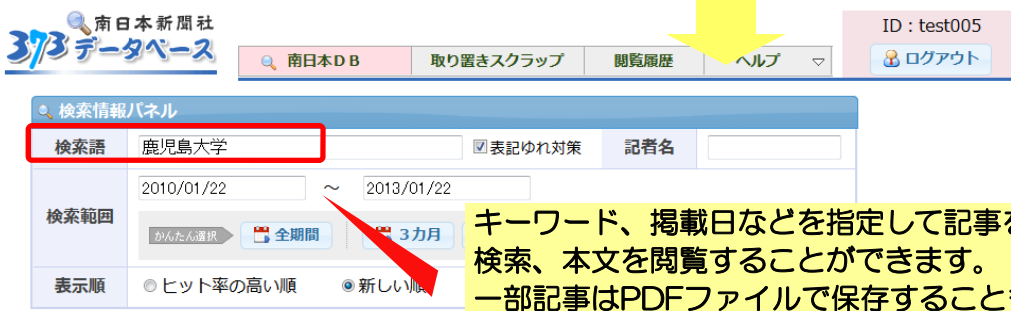 南日本新聞社
373データベース
南日本ＤＢ
取り置きスクラップ
閲覧履歴
ヘルプ
ID : test005
ログアウト
検索情報パネル
検索語
鹿児島大学
表記ゆれ対策
記者名
検索範囲
2010/01/22 ～ 2013/01/22
かんたん選択
全期間
3カ月
表示順
ヒット率の高い順
新しい順
キーワード、掲載日などを指定して記事を
検索、本文を閲覧することができます。
一部記事はPDFファイルで保存すること